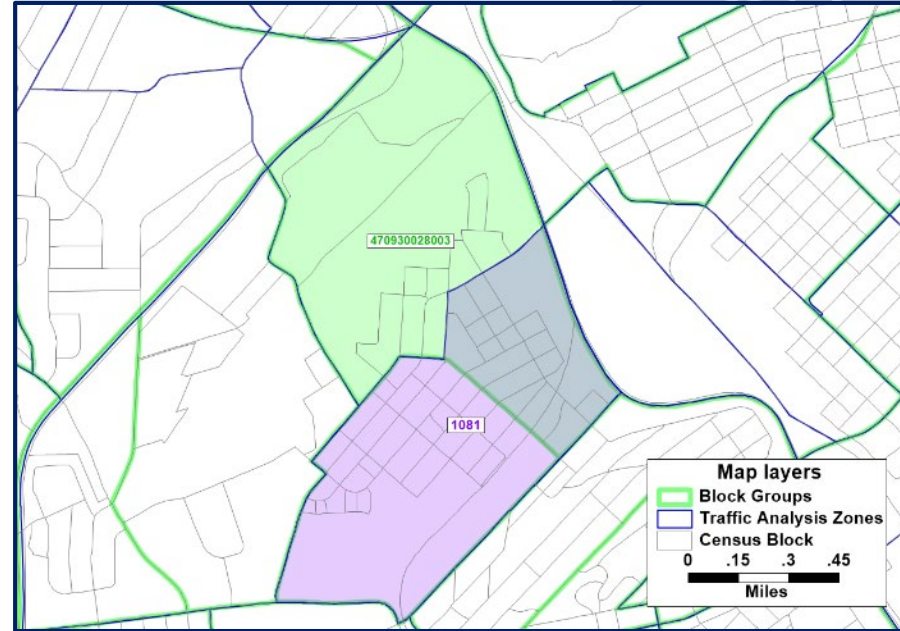 470930028003
1081
Map layers
Block Groups
Traffic Analysis Zones
Census Block
0 .15 .3 .45
Miles